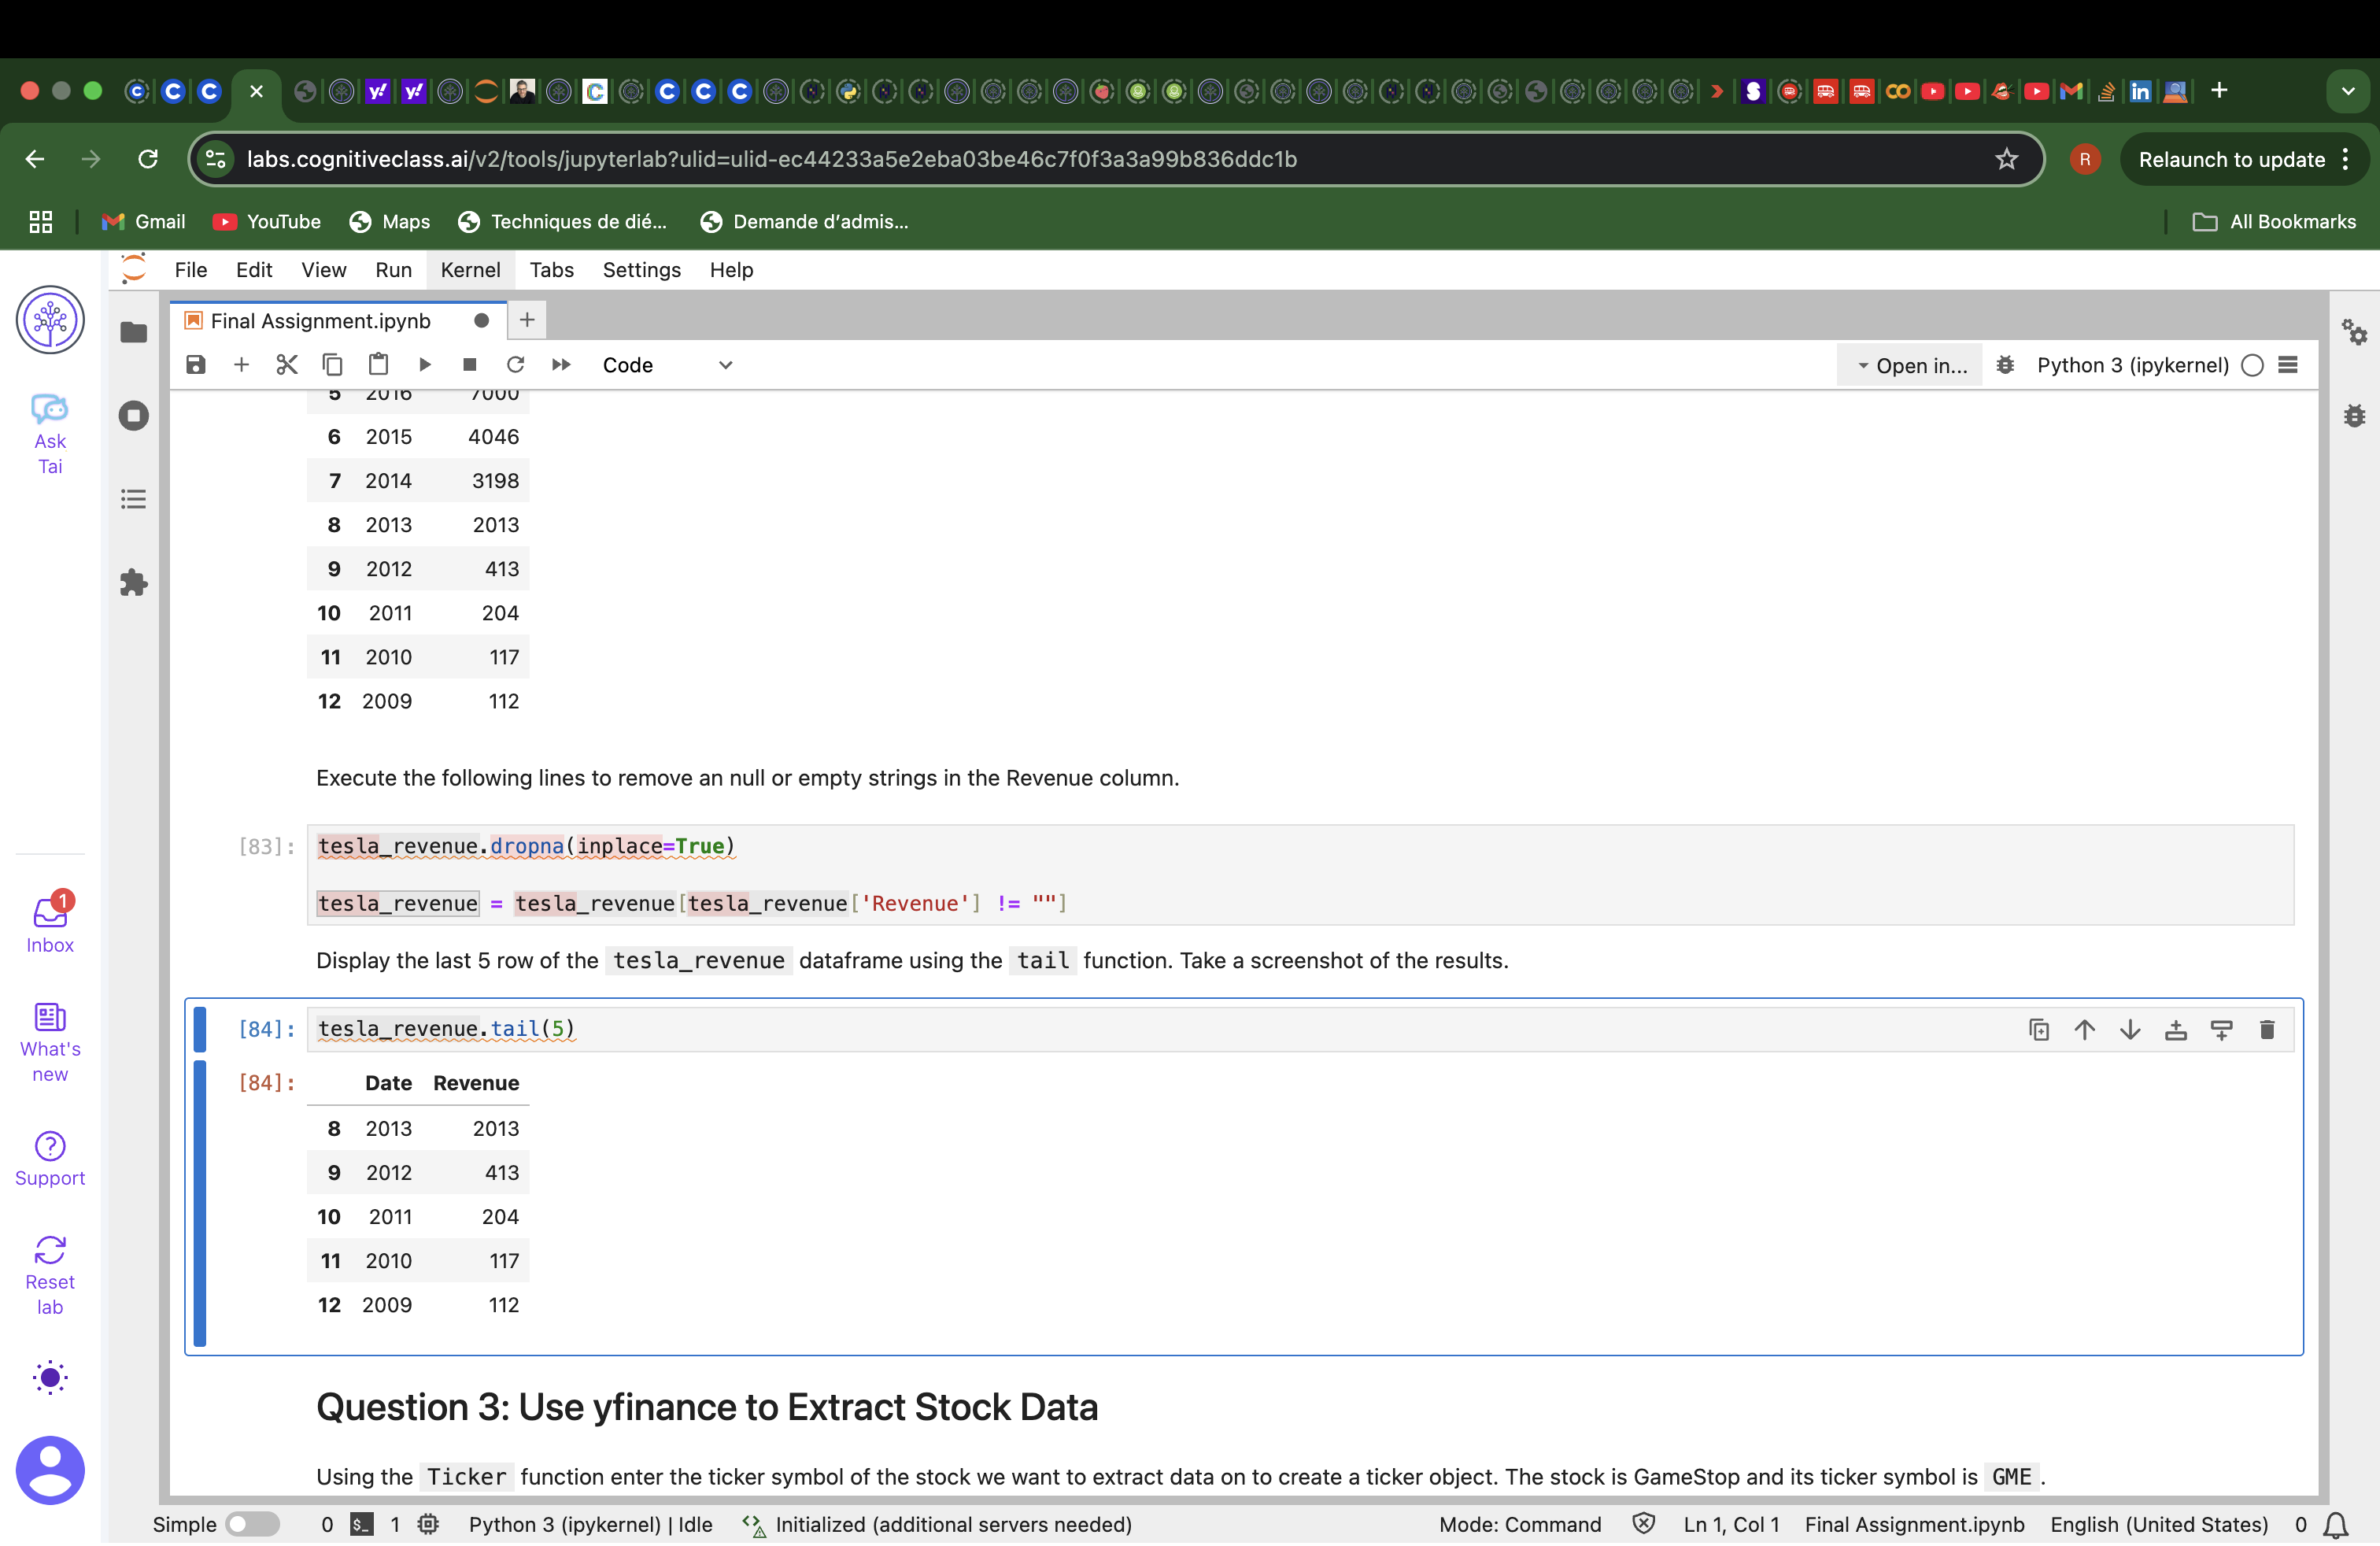 labs.cognitiveclass.ai/v2/tools/jupyterlab?ulid=ulid-ec44233a5e2eba03be46c7f0f3a3a99b836ddc1b
R
Relaunch to update
Gmail
YouTube
Maps
Techniques de dié...
Demande d'admis...
All Bookmarks
File Edit View Run Kernel Tabs Settings Help
Final Assignment.ipynb
Code
Open in...
Python 3 (ipykernel)
Ask
Tai
5 2016 7000
6 2015 4046
7 2014 3198
8 2013 2013
9 2012 413
10 2011 204
11 2010 117
12 2009 112
Execute the following lines to remove an null or empty strings in the Revenue column.
[83]: tesla_revenue.dropna(inplace=True)
tesla_revenue = tesla_revenue[tesla_revenue['Revenue'] != ""]
Display the last 5 row of the tesla_revenue dataframe using the tail function. Take a screenshot of the results.
[84]: tesla_revenue.tail(5)
[84]: Date Revenue
8 2013 2013
9 2012 413
10 2011 204
11 2010 117
12 2009 112
Question 3: Use yfinance to Extract Stock Data
Using the Ticker function enter the ticker symbol of the stock we want to extract data on to create a ticker object. The stock is GameStop and its ticker symbol is GME .
1
Inbox
What's
new
Support
Reset
lab
Simple
0 $_ 1
Python 3 (ipykernel) | Idle
Initialized (additional servers needed)
Mode: Command
Ln 1, Col 1
Final Assignment.ipynb
English (United States)
0